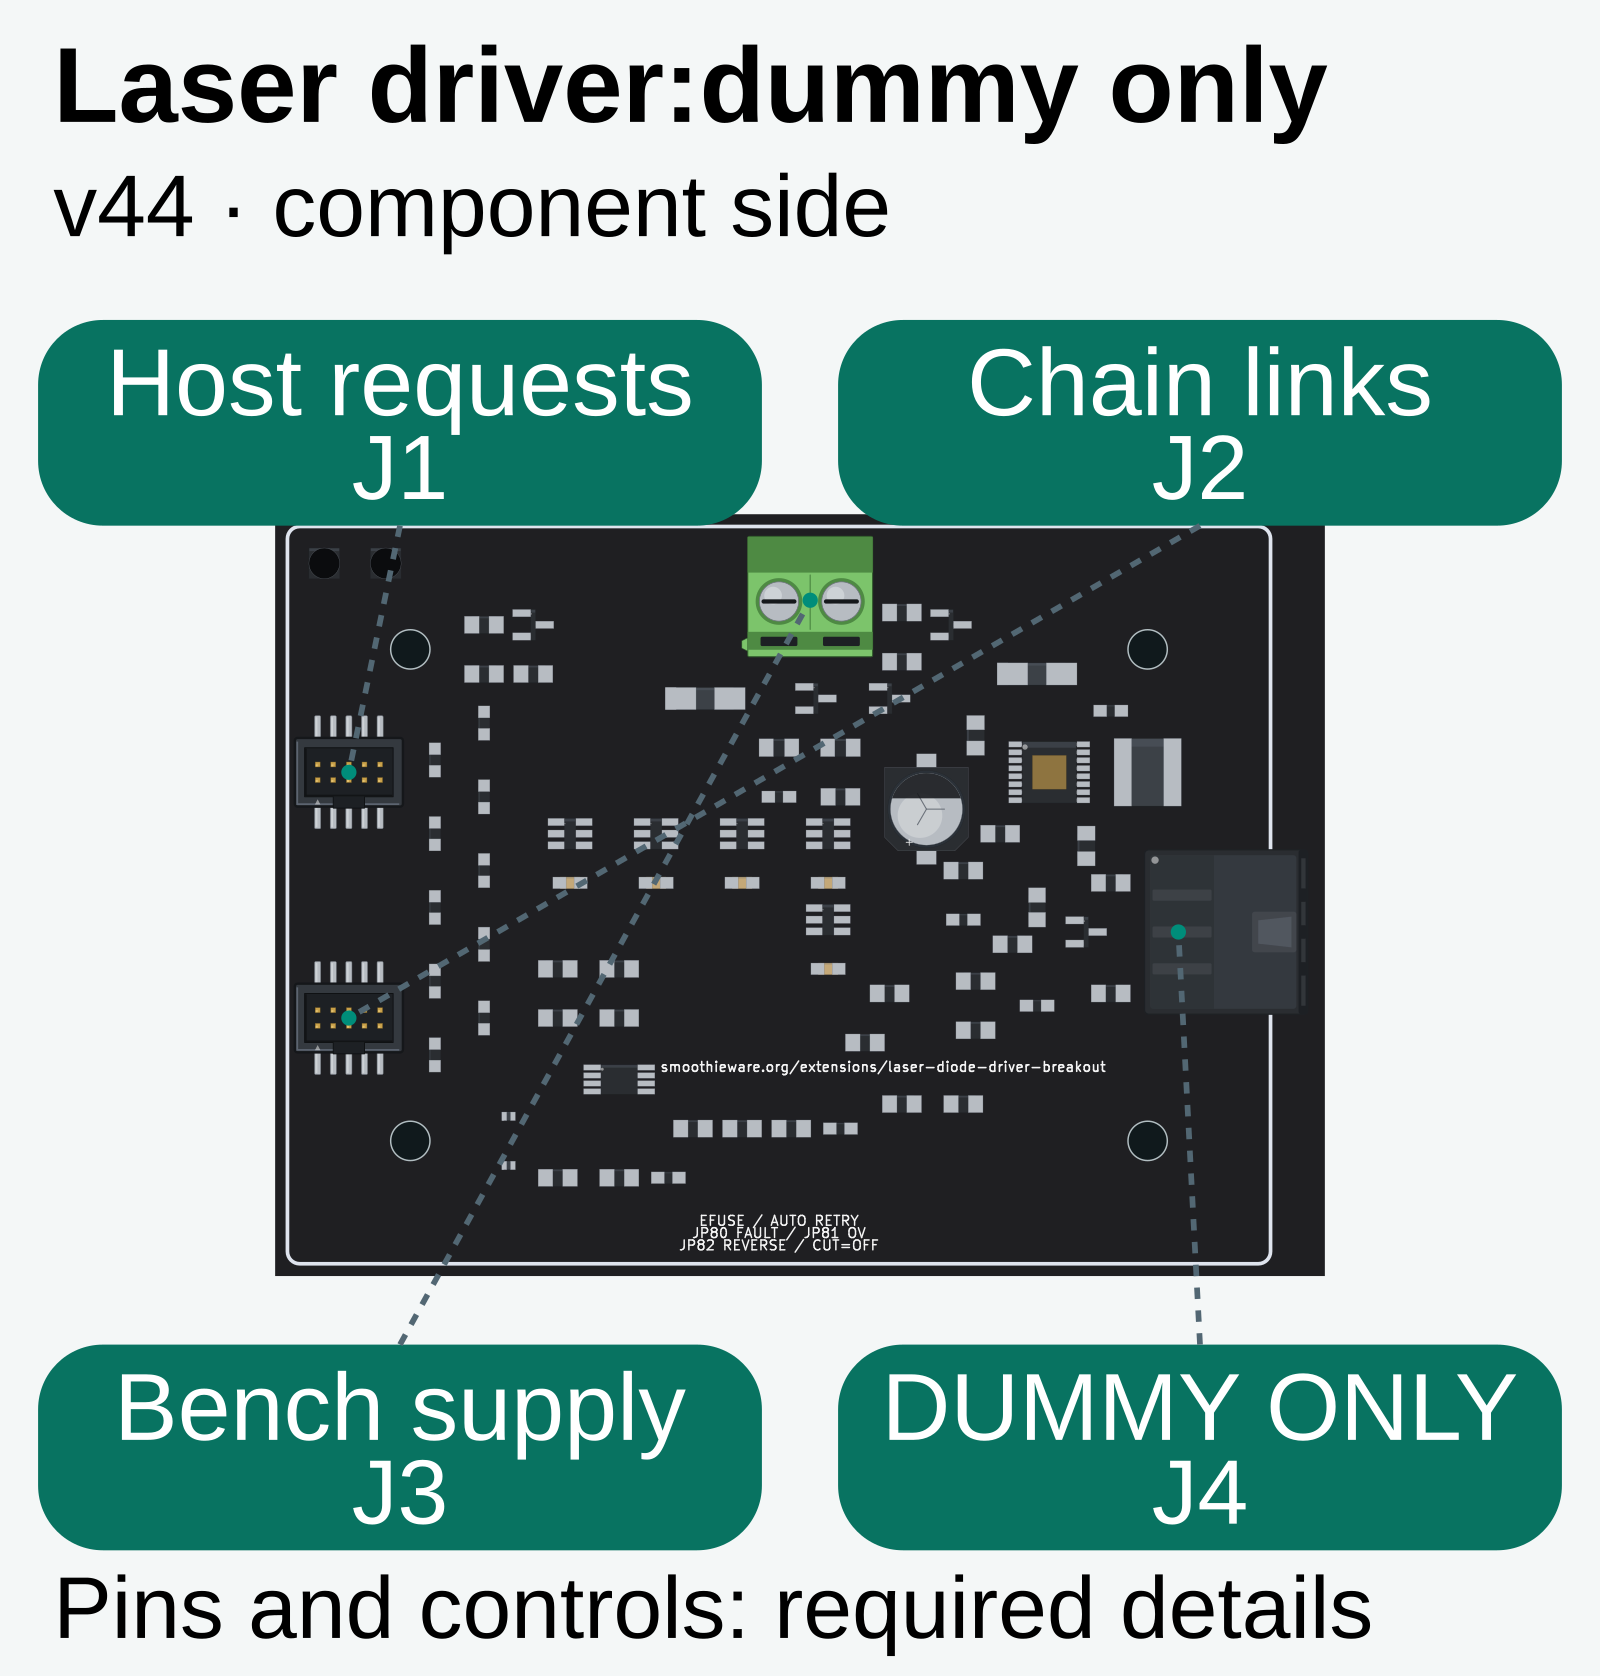 Laser driver:dummy only
v44 · component side
Host requests
J1
Chain links
J2
smoothieware.org/extensions/laser-diode-driver-breakout
EFUSE / AUTO RETRY
JP80 FAULT / JP81 OV
JP82 REVERSE / CUT=OFF
Bench supply
J3
DUMMY ONLY
J4
Pins and controls: required details